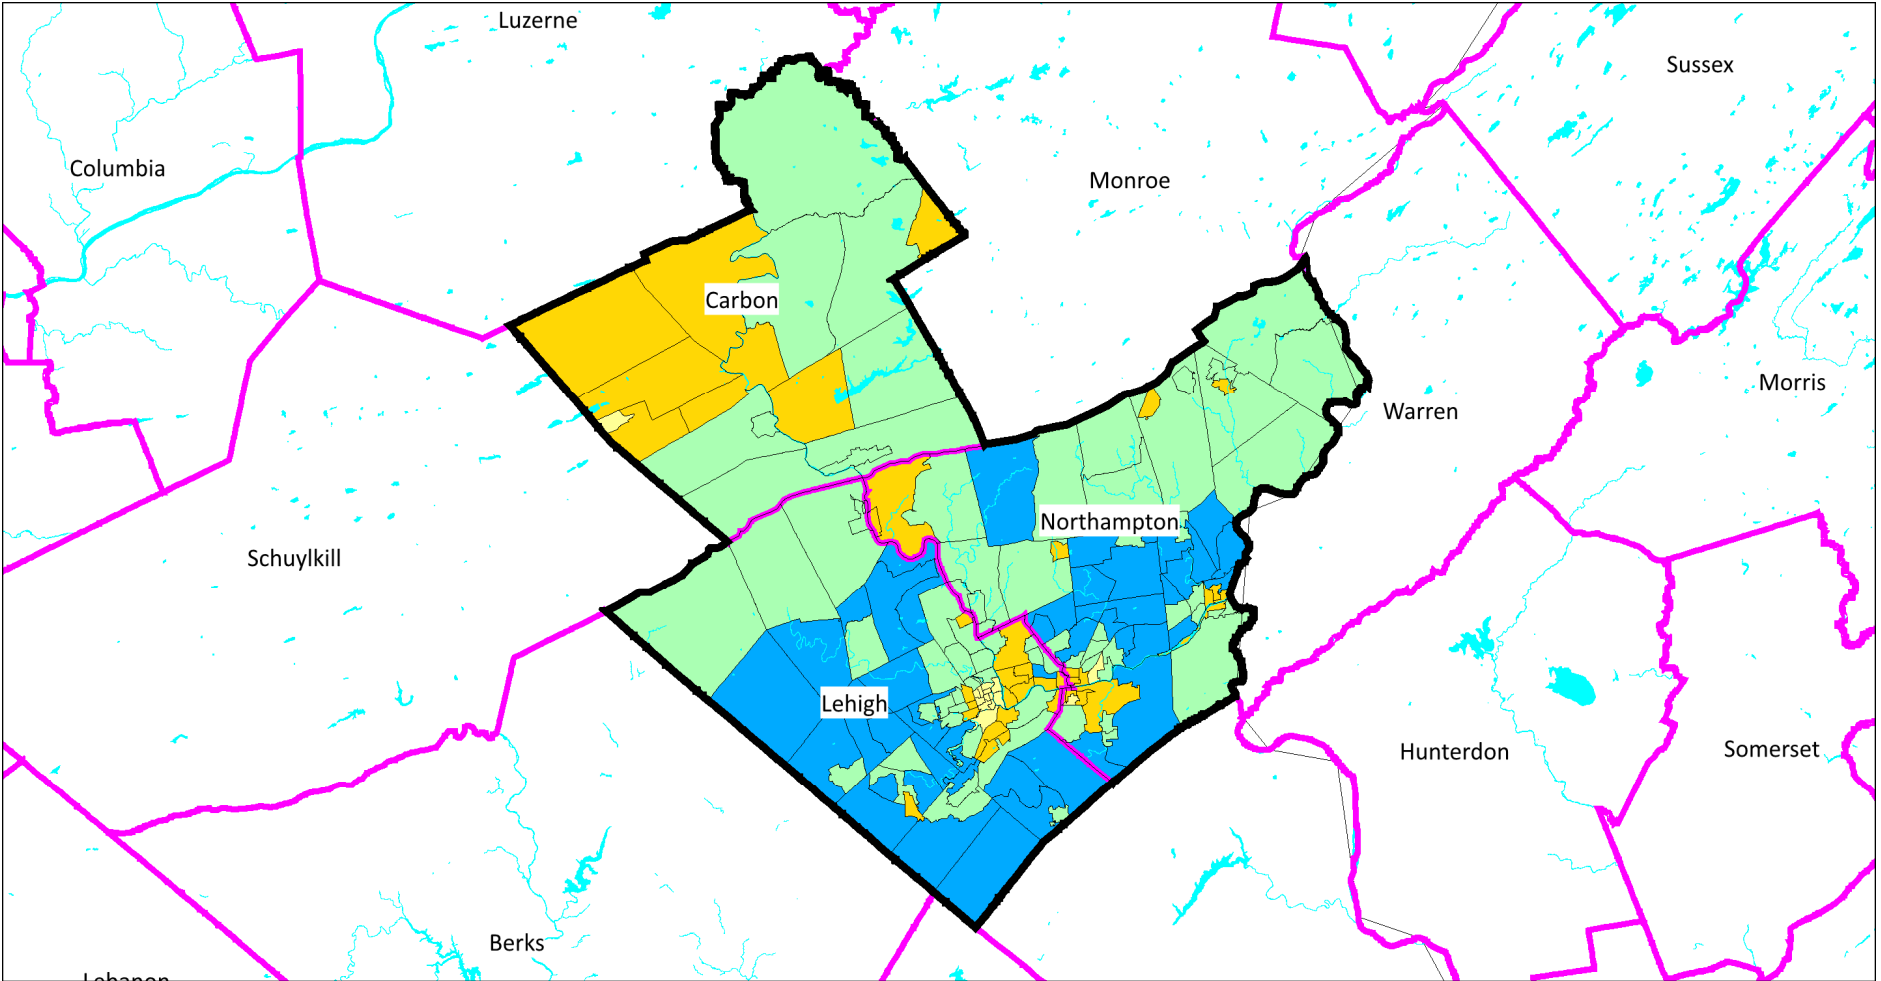 Luzerne
Sussex
Columbia
Monroe
Carbon
Morris
Warren
Northampton
Schuylkill
Lehigh
Hunterdon
Somerset
Berks
Lebanon